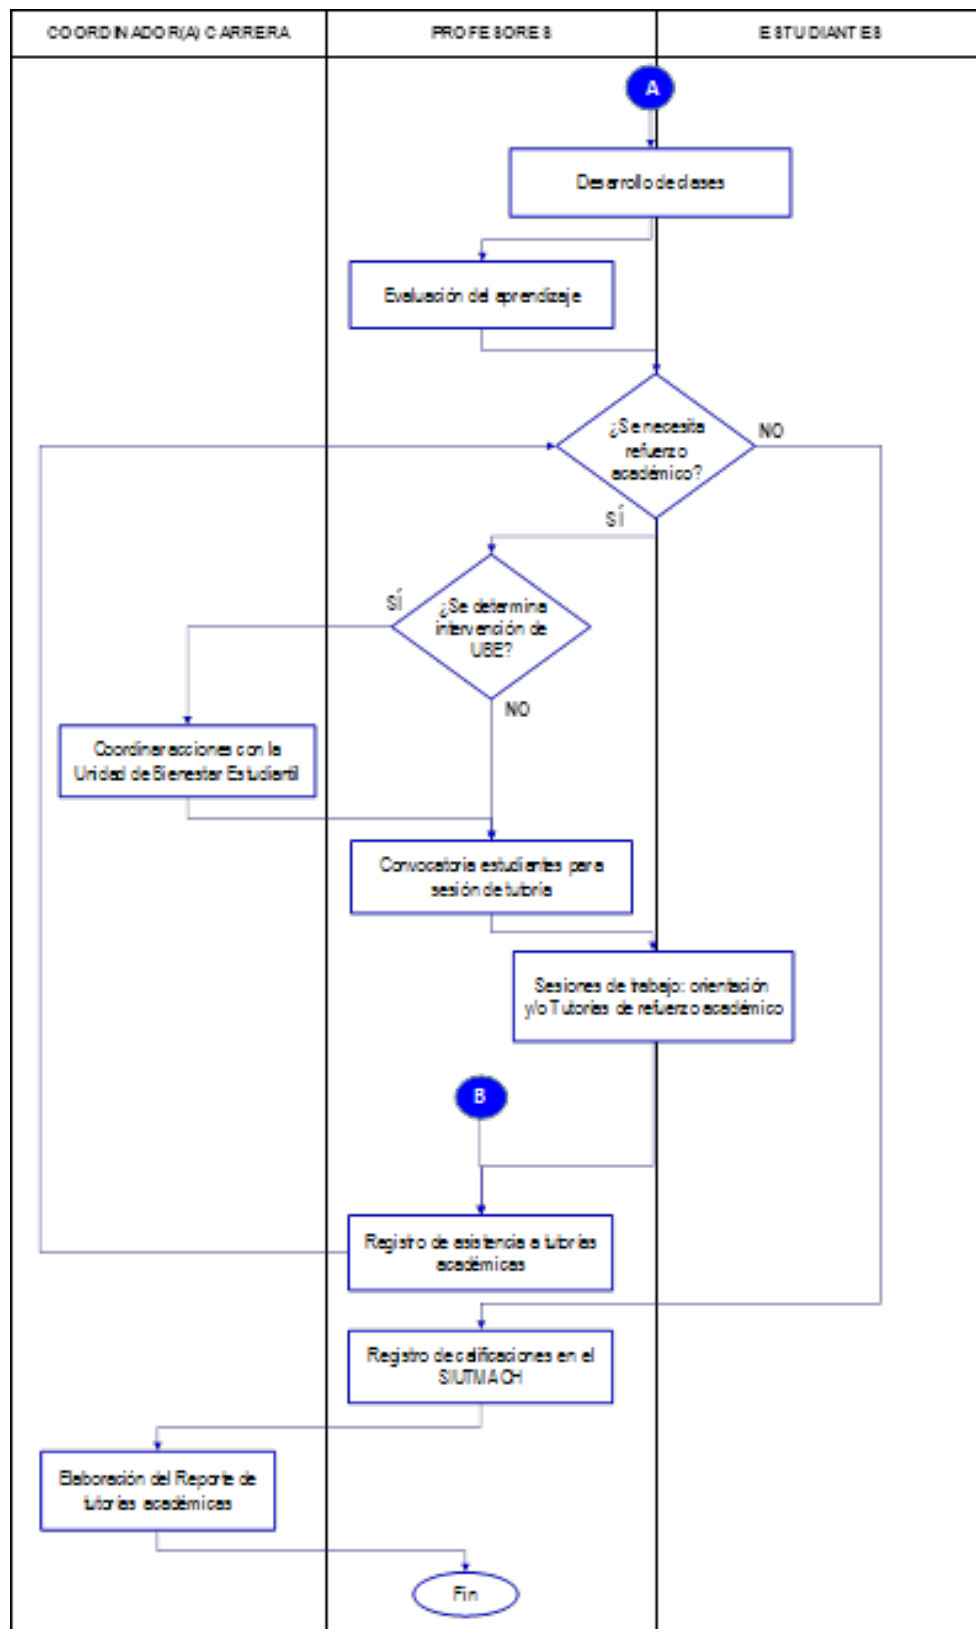 COORDINADOR(A) CARRERA
PROFESORES
ESTUDIANTES
A
Desarrollo de clases
Evaluación del aprendizaje
¿Se necesita
refuerzo
académico?
NO
SÍ
¿Se determina
intervención de
UBE?
SÍ
NO
Coordinar acciones con la
Unidad de Bienestar Estudiantil
Convocatoria estudiantes para
sesión de tutoría
Sesiones de trabajo: orientación
y/o Tutorías de refuerzo académico
B
Registro de asistencia a tutorías
académicas
Registro de calificaciones en el
SIUTMACH
Elaboración del Reporte de
tutorías académicas
Fin